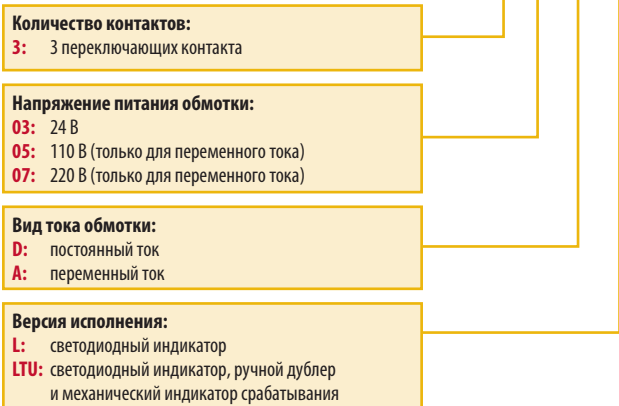 Количество контактов:
3: 3 переключающих контакта
Напряжение питания обмотки:
03: 24 В
05: 110 В (только для переменного тока)
07: 220 В (только для переменного тока)
Вид тока обмотки:
D: постоянный ток
A: переменный ток
Версия исполнения:
L: светодиодный индикатор
LTU: светодиодный индикатор, ручной дублер
и механический индикатор срабатывания